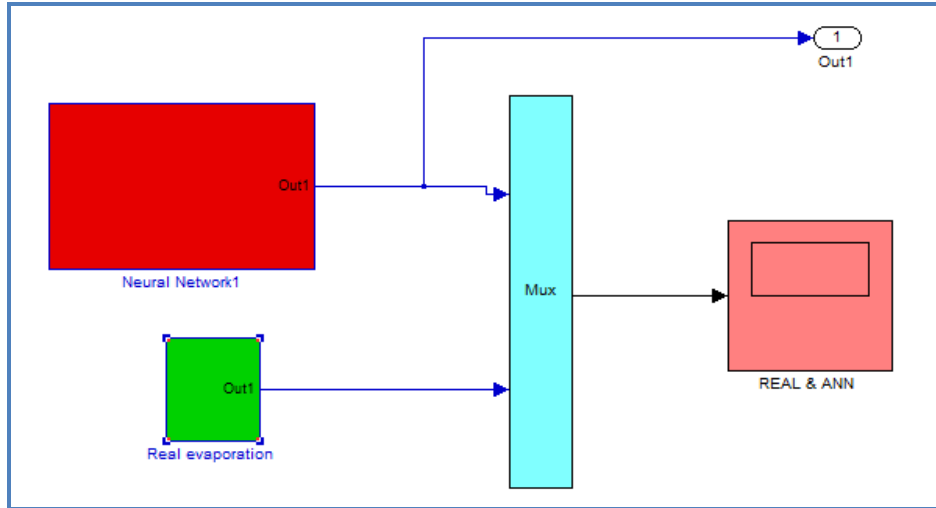 1
Out1
Out1
Neural Network1
Mux
Out1
Real evaporation
REAL & ANN